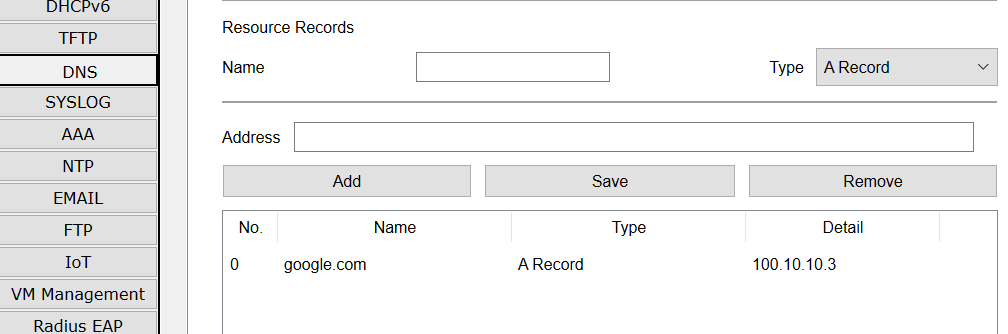 DHCPv6
TFTP
DNS
SYSLOG
AAA
NTP
EMAIL
FTP
IoT
VM Management
Radius EAP
Resource Records
Name Type A Record
Address
Add Save Remove
No. Name Type Detail
0 google.com A Record 100.10.10.3